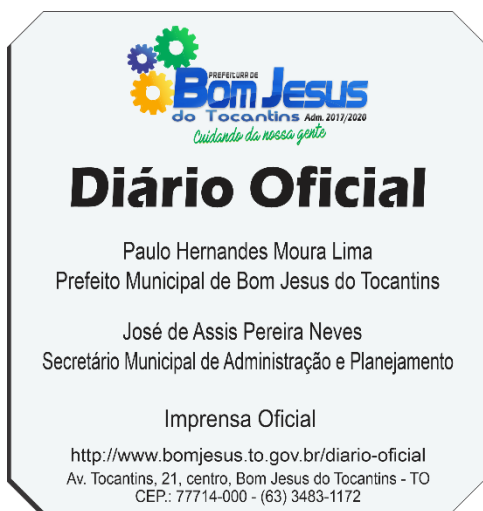 PREFEITURA DE
Bom Jesus
do Tocantins Adm. 2017/2020
Cuidando da nossa gente
Diário Oficial
Paulo Hernandes Moura Lima
Prefeito Municipal de Bom Jesus do Tocantins
José de Assis Pereira Neves
Secretário Municipal de Administração e Planejamento
Imprensa Oficial
http://www.bomjesus.to.gov.br/diario-oficial
Av. Tocantins, 21, centro, Bom Jesus do Tocantins - TO
CEP.: 77714-000 - (63) 3483-1172